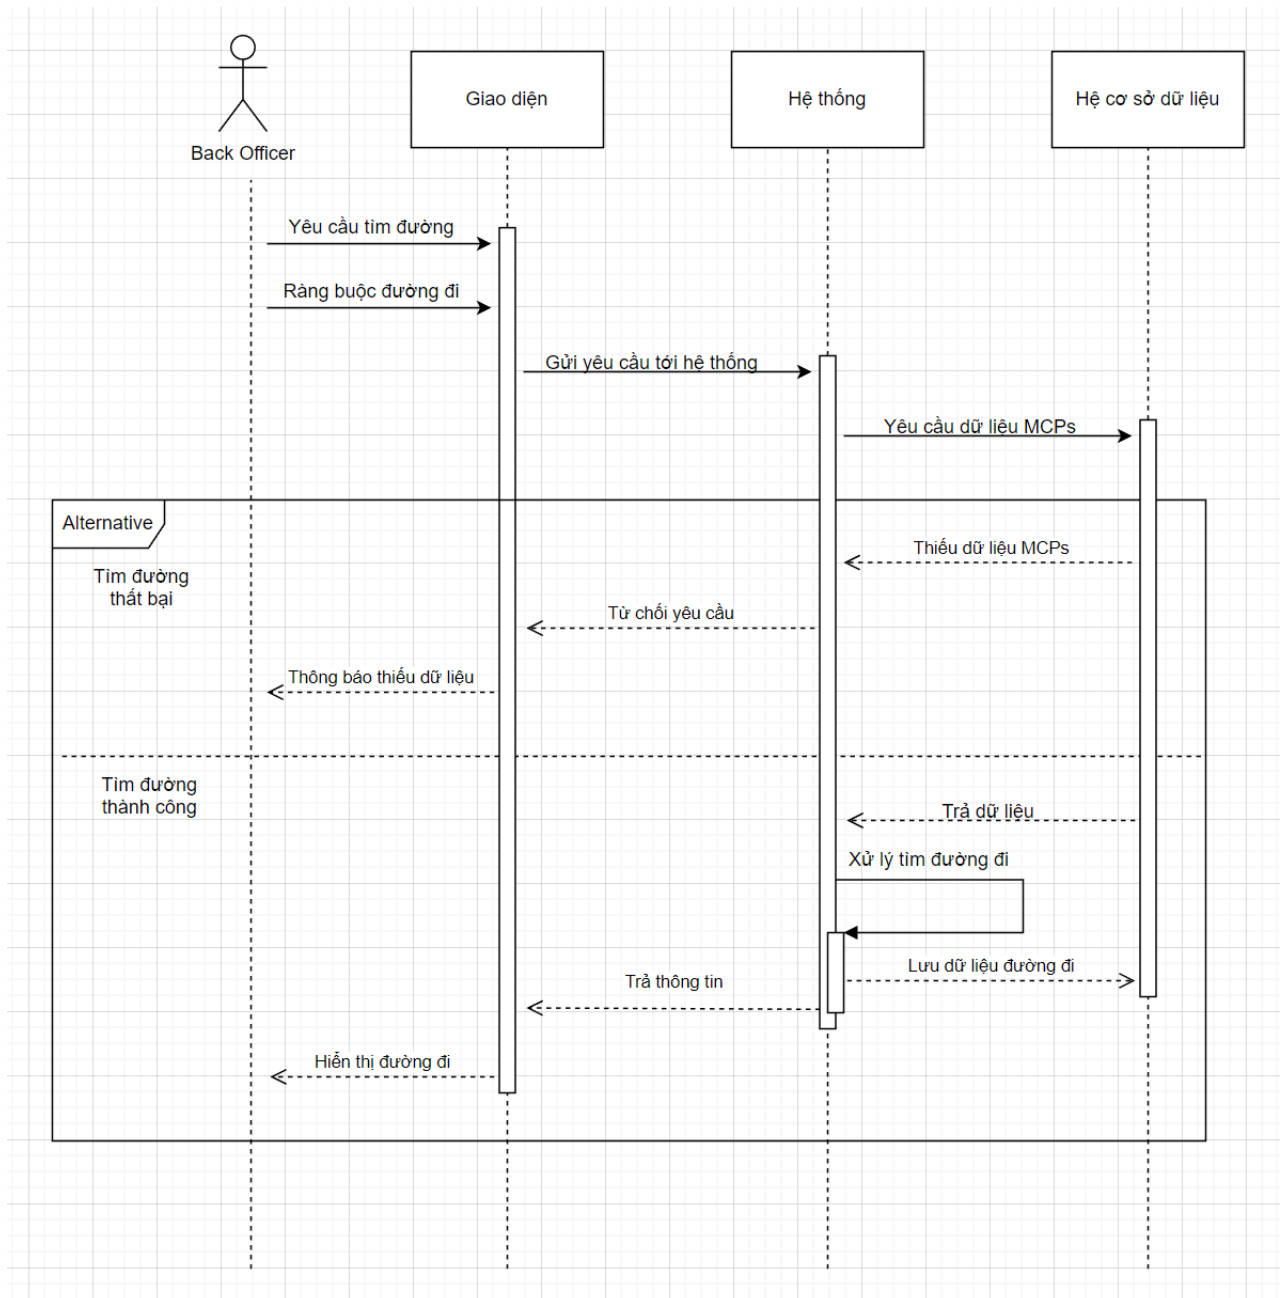 Back Officer
Giao diện
Hệ thống
Hệ cơ sở dữ liệu
Yêu cầu tìm đường
Ràng buộc đường đi
Gửi yêu cầu tới hệ thống
Yêu cầu dữ liệu MCPs
Alternative
Tìm đường
thất bại
Thiếu dữ liệu MCPs
Từ chối yêu cầu
Thông báo thiếu dữ liệu
Tìm đường
thành công
Trả dữ liệu
Xử lý tìm đường đi
Lưu dữ liệu đường đi
Trả thông tin
Hiển thị đường đi